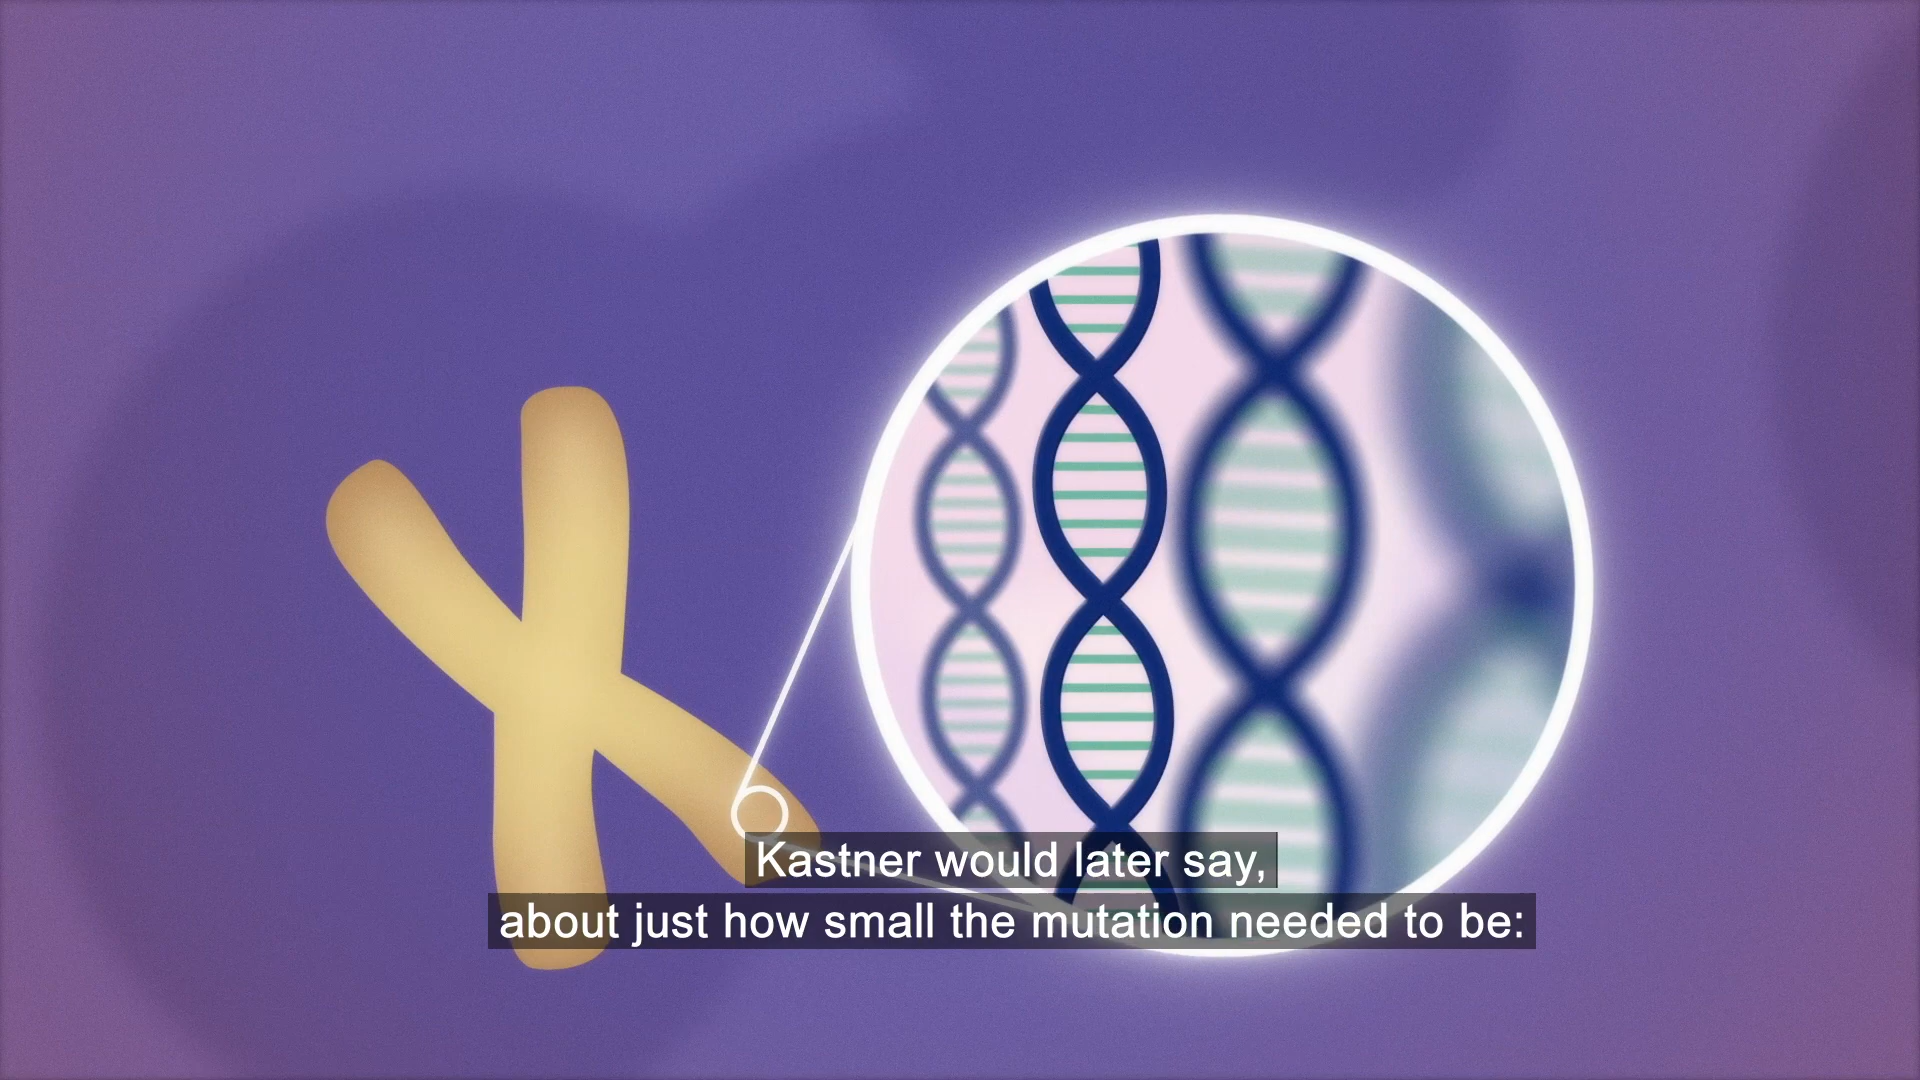 Kastner would later say,
about just how small the mutation needed to be: